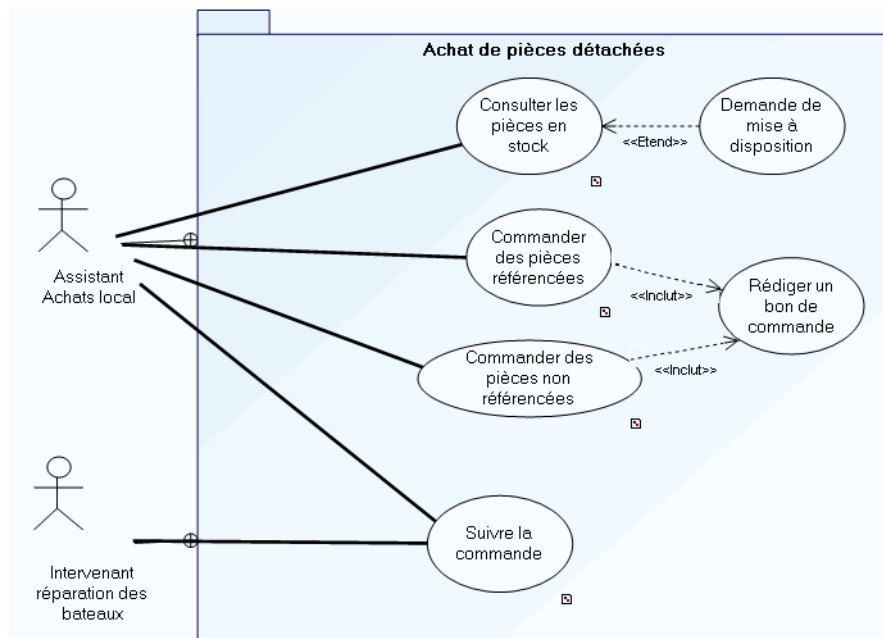 Achat de pièces détachées
Consulter les
pièces en
stock
<<Etend>>
Demande de
mise à
disposition
Assistant
Achats local
Commander
des pièces
référencées
<<Inclut>>
Rédiger un
bon de
commande
Commander des
pièces non
référencées
<<Inclut>>
Intervenant
réparation des
bateaux
Suivre la
commande